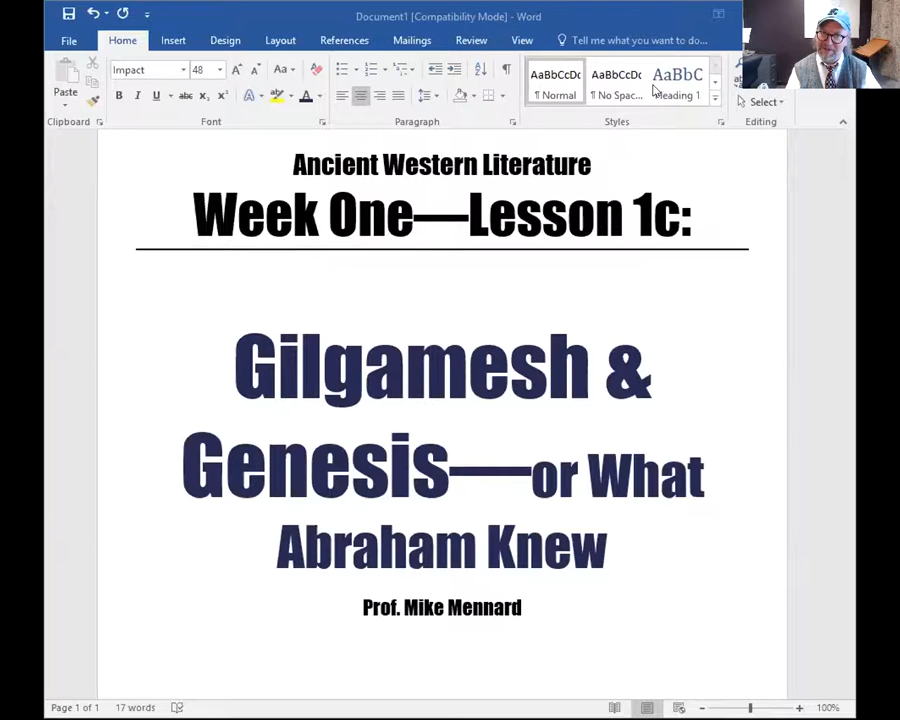 Document1 [Compatibility Mode] - Word
File Home Insert Design Layout References Mailings Review View Tell me what you want to do...
Impact 48 Aa AaBbCcDc AaBbCcDc AaBbC
Paste B I U abc ¶ Normal ¶ No Spac... Heading 1 Select
Clipboard Font Paragraph Styles Editing
Ancient Western Literature
Week One—Lesson 1c:
Gilgamesh &
Genesis—or What
Abraham Knew
Prof. Mike Mennard
Page 1 of 1 17 words 100%